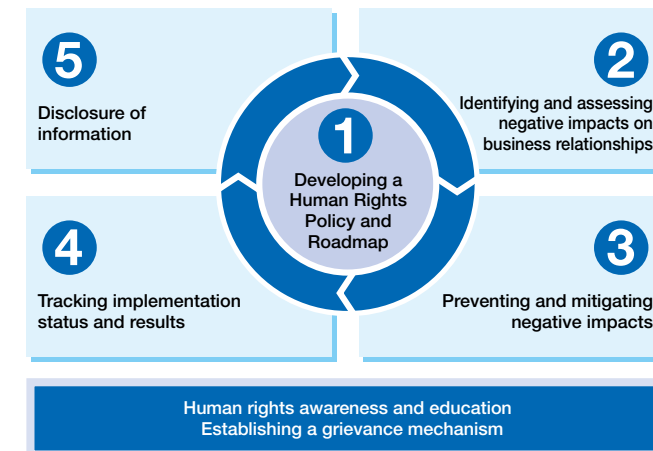 5
Disclosure of
information
2
Identifying and assessing
negative impacts on
business relationships
1
Developing a
Human Rights
Policy and
Roadmap
4
Tracking implementation
status and results
3
Preventing and mitigating
negative impacts
Human rights awareness and education
Establishing a grievance mechanism